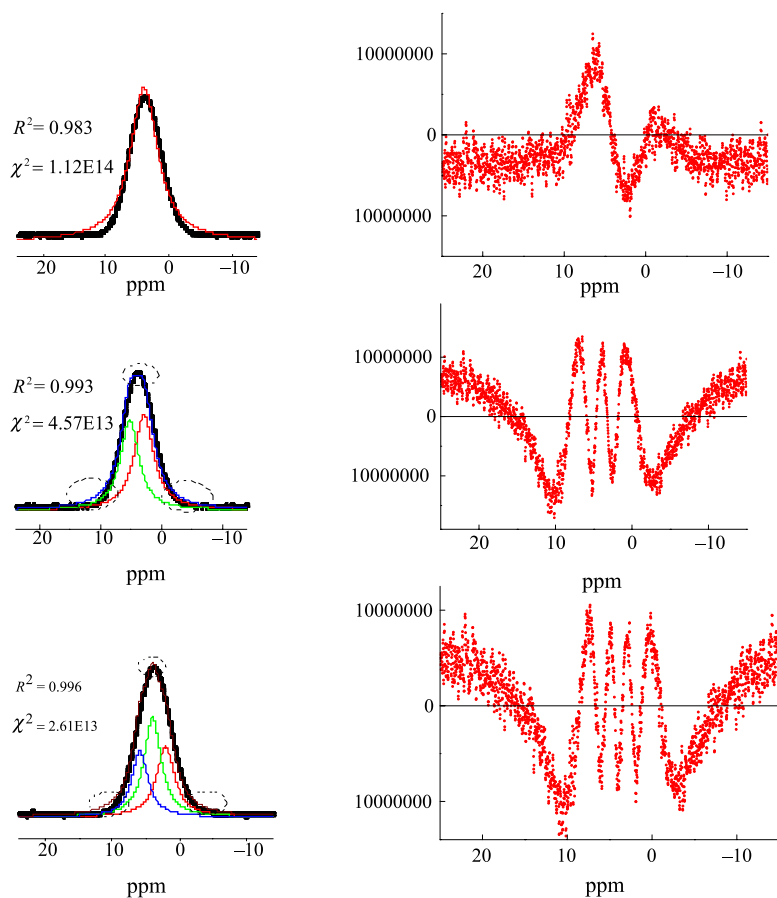 R² = 0.983
χ² = 1.12E14
20 10 0 –10
ppm
10000000
0
10000000
20 10 0 –10
ppm
R² = 0.993
χ² = 4.57E13
20 10 0 –10
ppm
10000000
0
10000000
20 10 0 –10
ppm
R² = 0.996
χ² = 2.61E13
20 10 0 –10
ppm
10000000
0
10000000
20 10 0 –10
ppm